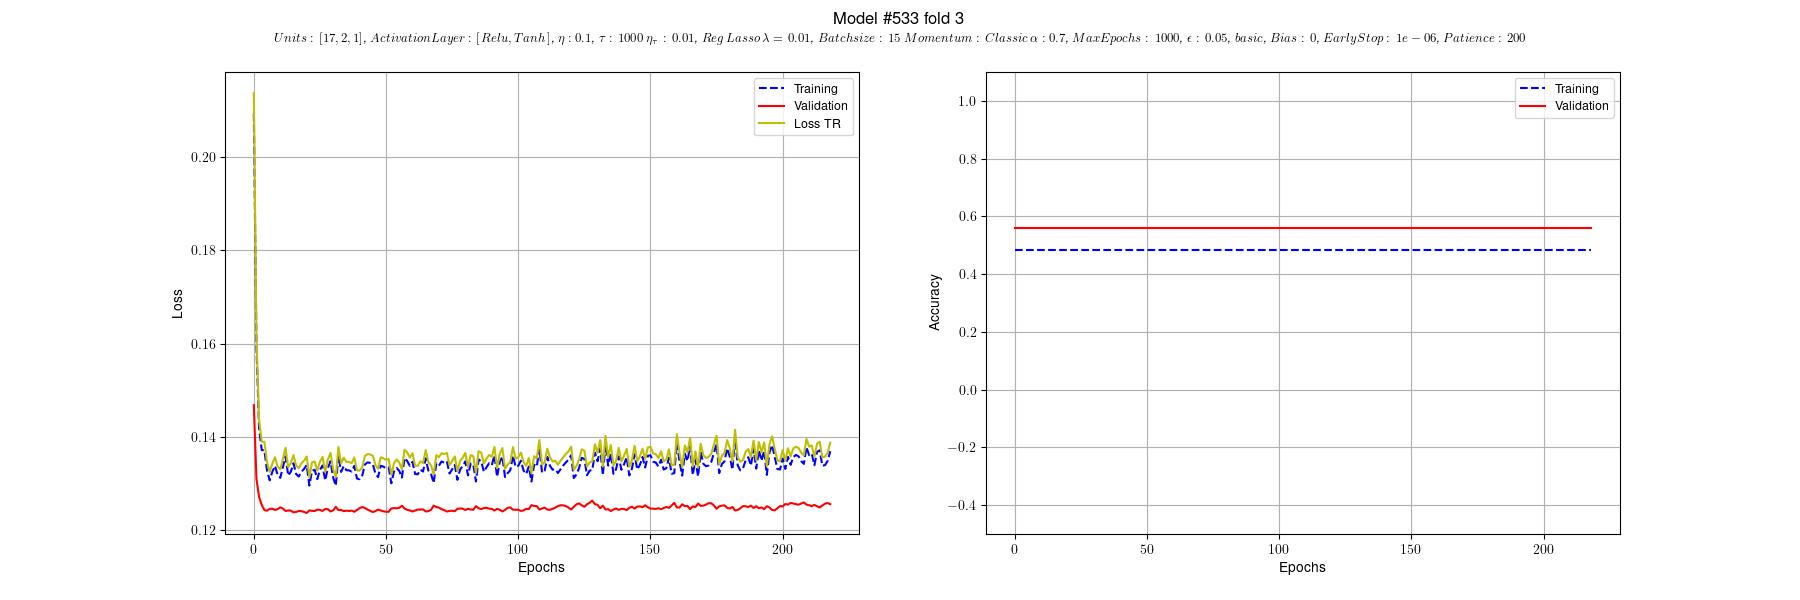 Model #533 fold 3
Units : [17, 2, 1], ActivationLayer : [Relu, Tanh], η : 0.1, τ : 1000 ητ : 0.01, Reg Lasso λ = 0.01, Batchsize : 15 Momentum : Classic α : 0.7, MaxEpochs : 1000, ϵ : 0.05, basic, Bias : 0, EarlyStop : 1e − 06, Patience : 200
Training
Validation
Loss TR
0.20
0.18
0.16
0.14
0.12
Loss
0
50
100
150
200
Epochs
Training
Validation
1.0
0.8
0.6
0.4
0.2
0.0
−0.2
−0.4
Accuracy
0
50
100
150
200
Epochs